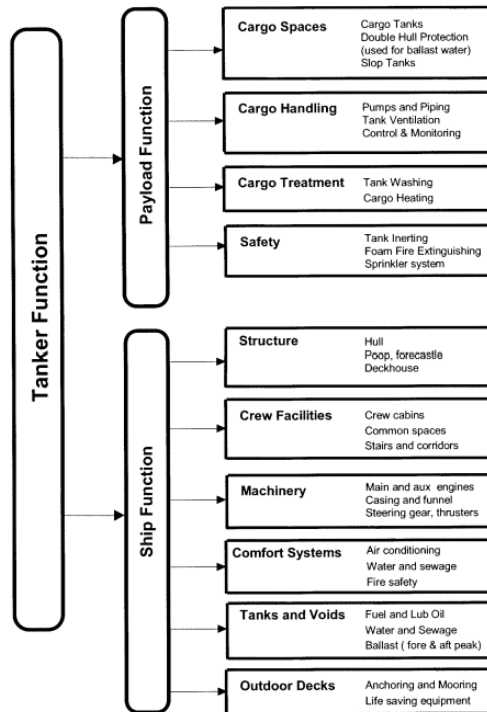 Tanker Function
Payload Function
Cargo Spaces
Cargo Tanks
Double Hull Protection
(used for ballast water)
Slop Tanks
Cargo Handling
Pumps and Piping
Tank Ventilation
Control & Monitoring
Cargo Treatment
Tank Washing
Cargo Heating
Safety
Tank Inerting
Foam Fire Extinguishing
Sprinkler system
Ship Function
Structure
Hull
Poop, forecastle
Deckhouse
Crew Facilities
Crew cabins
Common spaces
Stairs and corridors
Machinery
Main and aux engines
Casing and funnel
Steering gear, thrusters
Comfort Systems
Air conditioning
Water and sewage
Fire safety
Tanks and Voids
Fuel and Lub Oil
Water and Sewage
Ballast ( fore & aft peak)
Outdoor Decks
Anchoring and Mooring
Life saving equipment